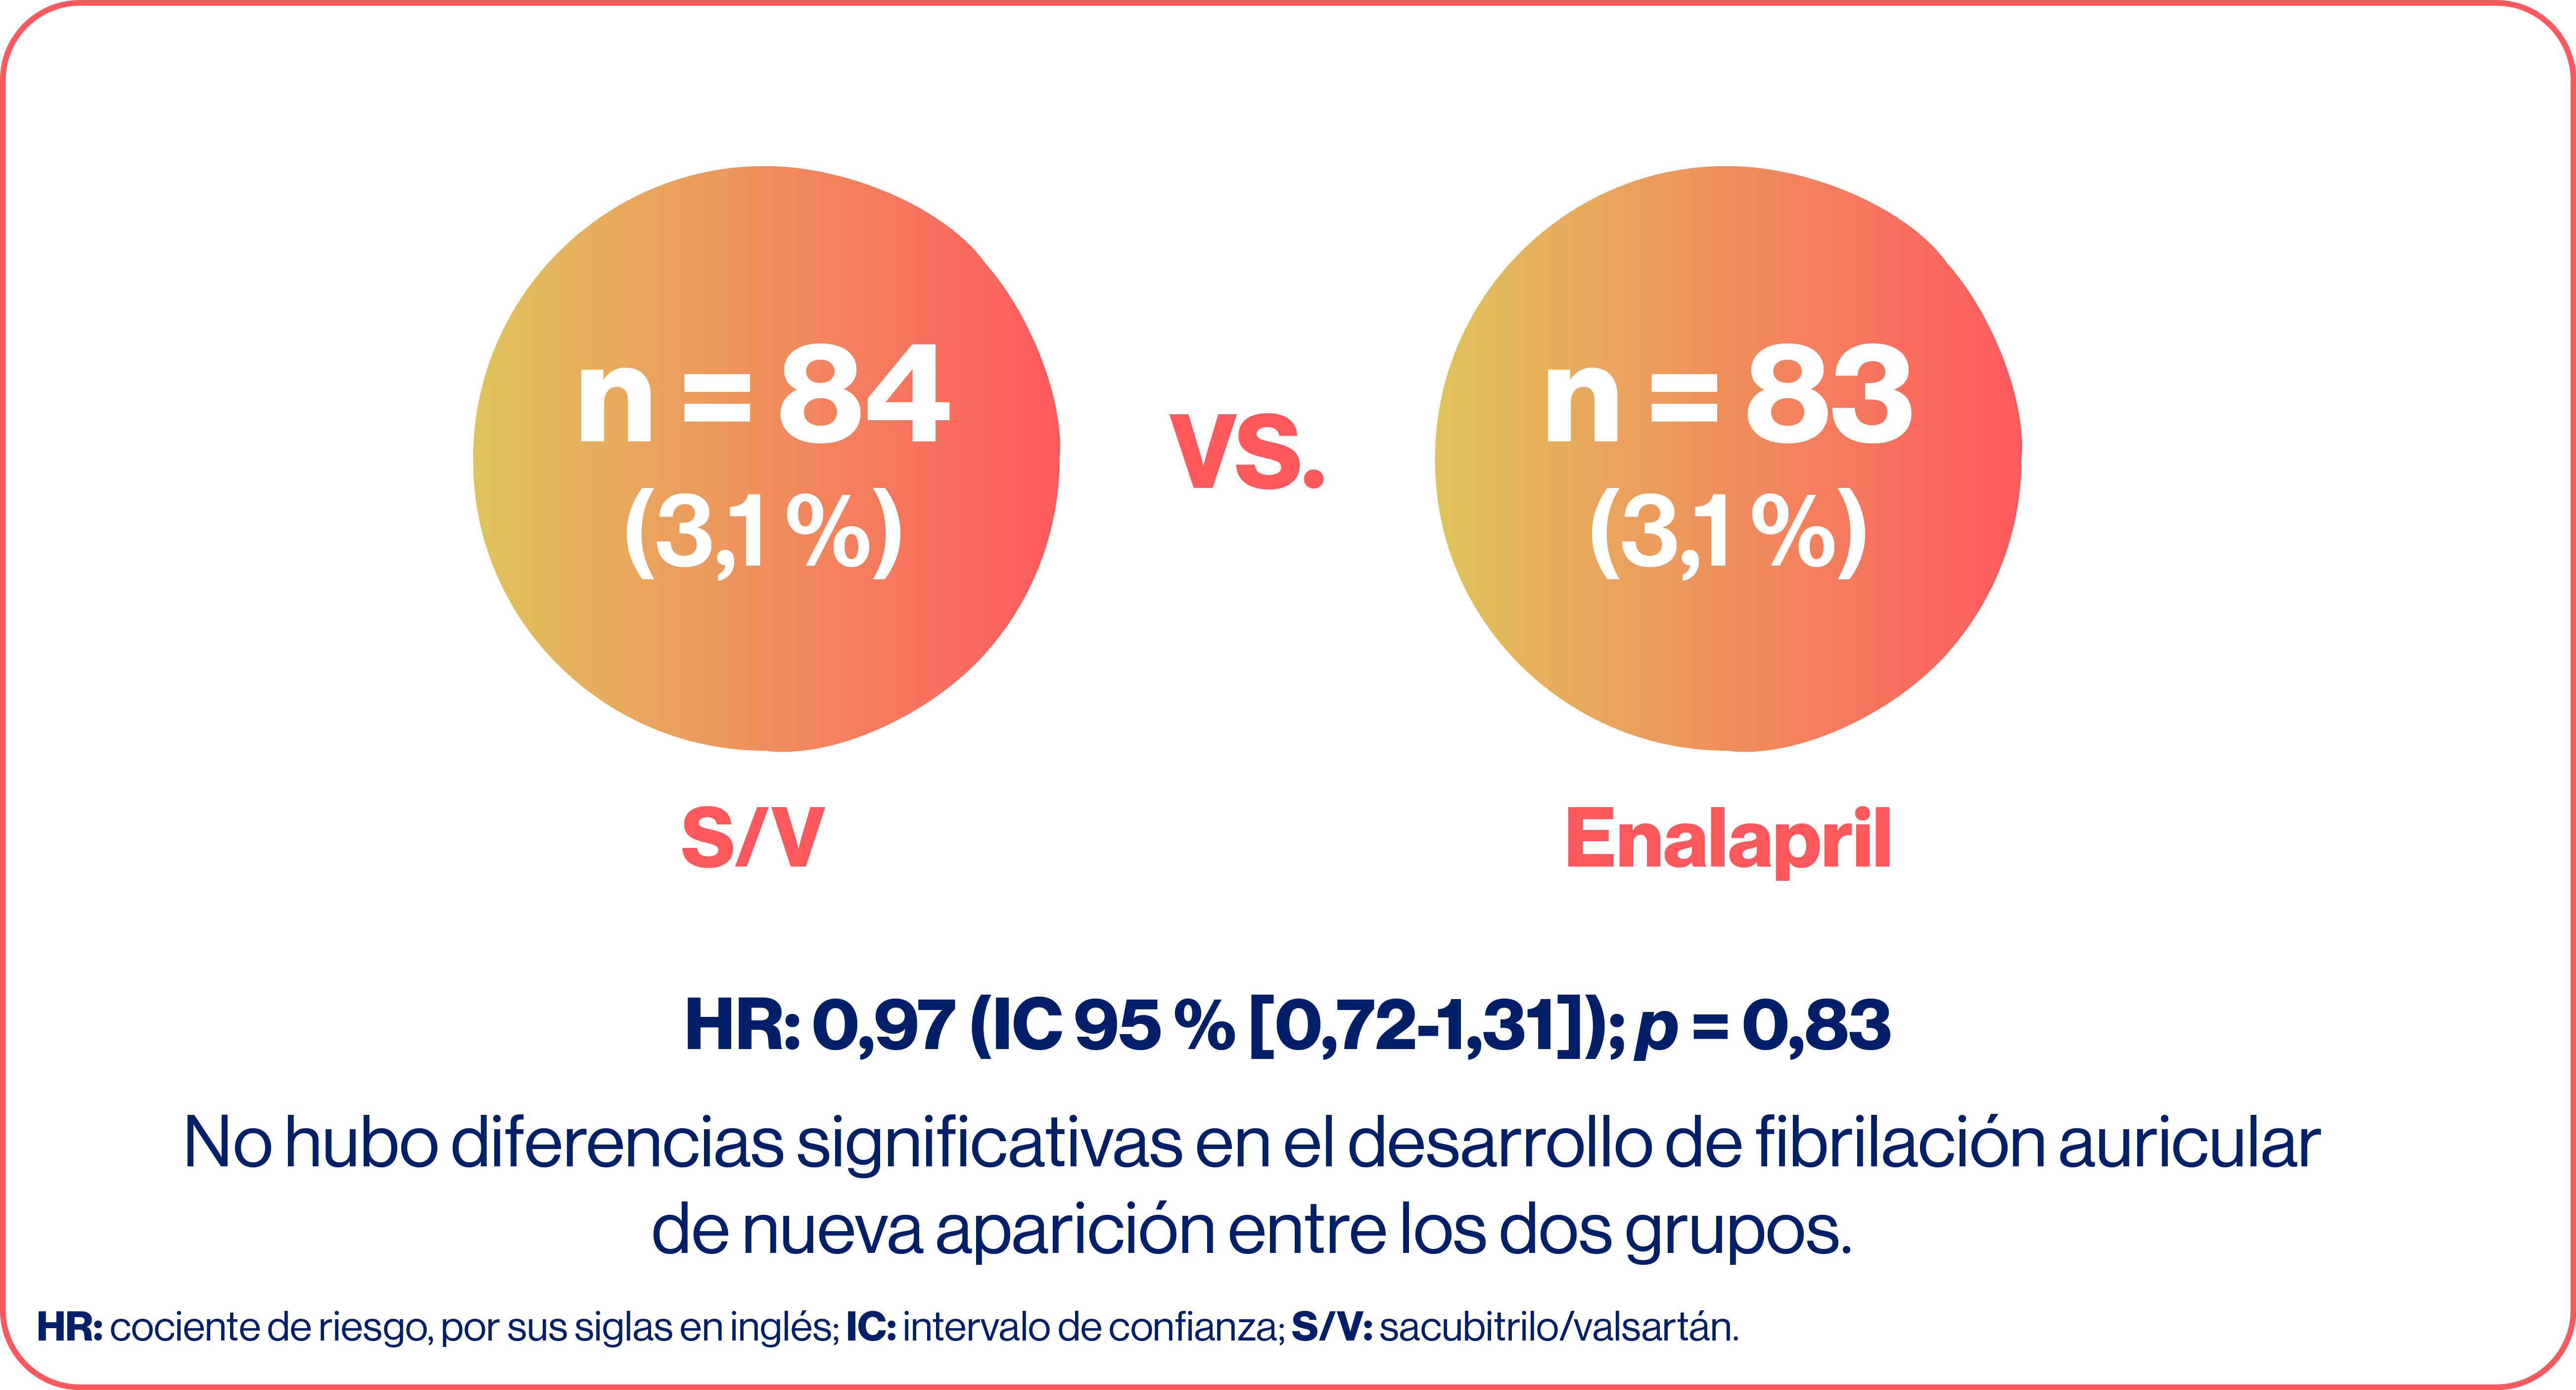 n = 84
(3,1 %)
S/V
vs.
n = 83
(3,1 %)
Enalapril
HR: 0,97 (IC 95 % [0,72-1,31]); p = 0,83
No hubo diferencias significativas en el desarrollo de fibrilación auricular
de nueva aparición entre los dos grupos.
HR: cociente de riesgo, por sus siglas en inglés; IC: intervalo de confianza; S/V: sacubitrilo/valsartán.